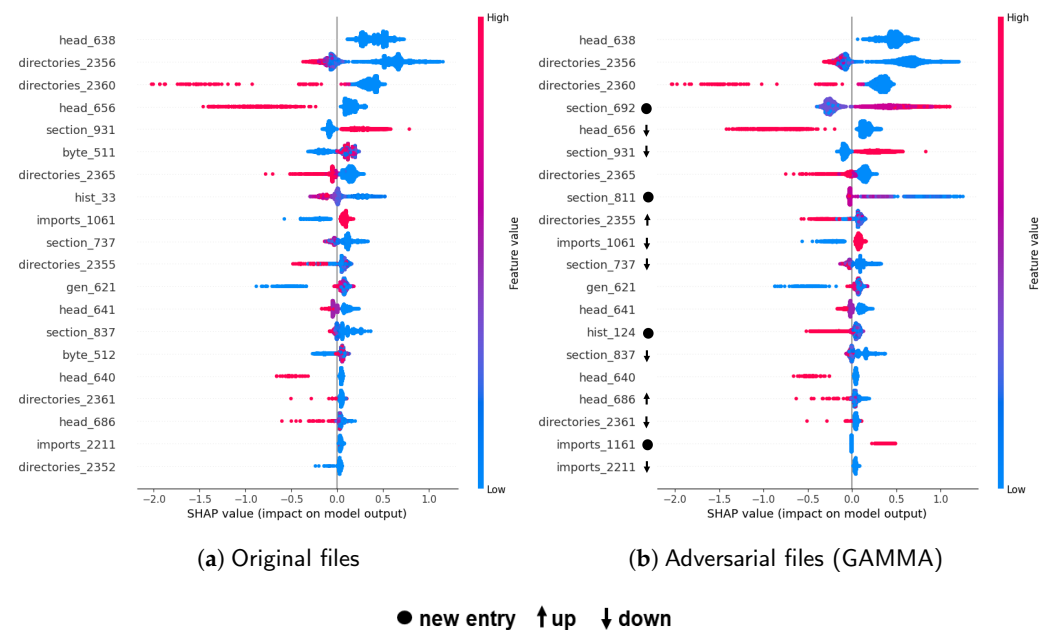 High
head_638
directories_2356
directories_2360
head_656
section_931
byte_511
directories_2365
hist_33
imports_1061
section_737
directories_2355
gen_621
head_641
section_837
byte_512
head_640
directories_2361
head_686
imports_2211
directories_2352
Feature value
Low
−2.0 −1.5 −1.0 −0.5 0.0 0.5 1.0
SHAP value (impact on model output)
(a) Original files
High
head_638
directories_2356
directories_2360
section_692
head_656
section_931
directories_2365
section_811
directories_2355
imports_1061
section_737
gen_621
head_641
hist_124
section_837
head_640
head_686
directories_2361
imports_1161
imports_2211
Feature value
Low
−2.0 −1.5 −1.0 −0.5 0.0 0.5 1.0
SHAP value (impact on model output)
(b) Adversarial files (GAMMA)
● new entry ↑ up ↓ down